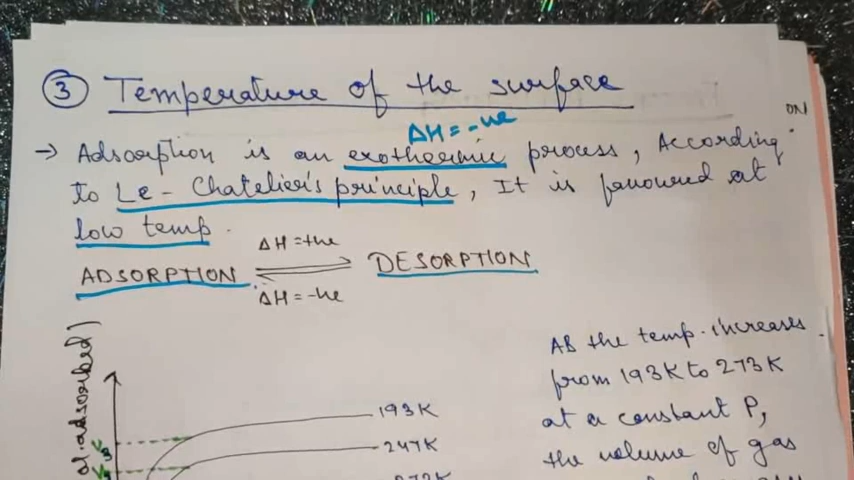 ③ Temperature of the surface
ΔH = -ve
ON
→ Adsorption is an exothermic process, According
to Le-Chatelier's principle, It is favoured at
low temp.
ΔH = +ve
ADSORPTION ⇌ DESORPTION
ΔH = -ve
adsorbed)
193K
247K
As the temp. increases
from 193K to 273K
at a constant P,
the volume of gas